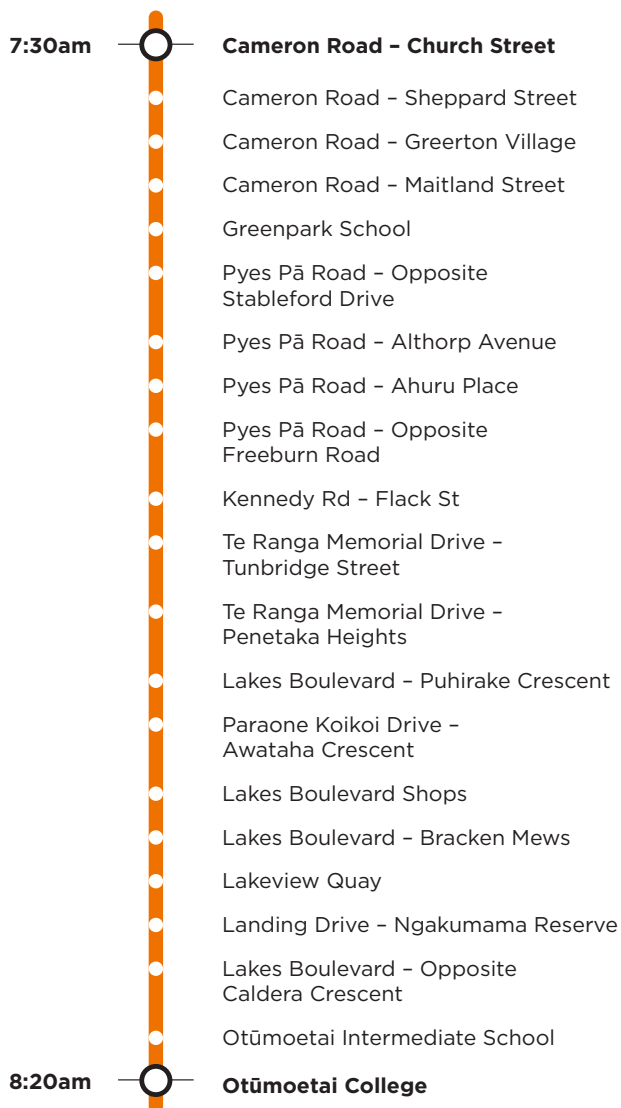 7:30am Cameron Road – Church Street
Cameron Road – Sheppard Street
Cameron Road – Greerton Village
Cameron Road – Maitland Street
Greenpark School
Pyes Pā Road – Opposite
Stableford Drive
Pyes Pā Road – Althorp Avenue
Pyes Pā Road – Ahuru Place
Pyes Pā Road – Opposite
Freeburn Road
Kennedy Rd – Flack St
Te Ranga Memorial Drive –
Tunbridge Street
Te Ranga Memorial Drive –
Penetaka Heights
Lakes Boulevard – Puhirake Crescent
Paraone Koikoi Drive –
Awataha Crescent
Lakes Boulevard Shops
Lakes Boulevard – Bracken Mews
Lakeview Quay
Landing Drive – Ngakumama Reserve
Lakes Boulevard – Opposite
Caldera Crescent
Otūmoetai Intermediate School
8:20am Otūmoetai College